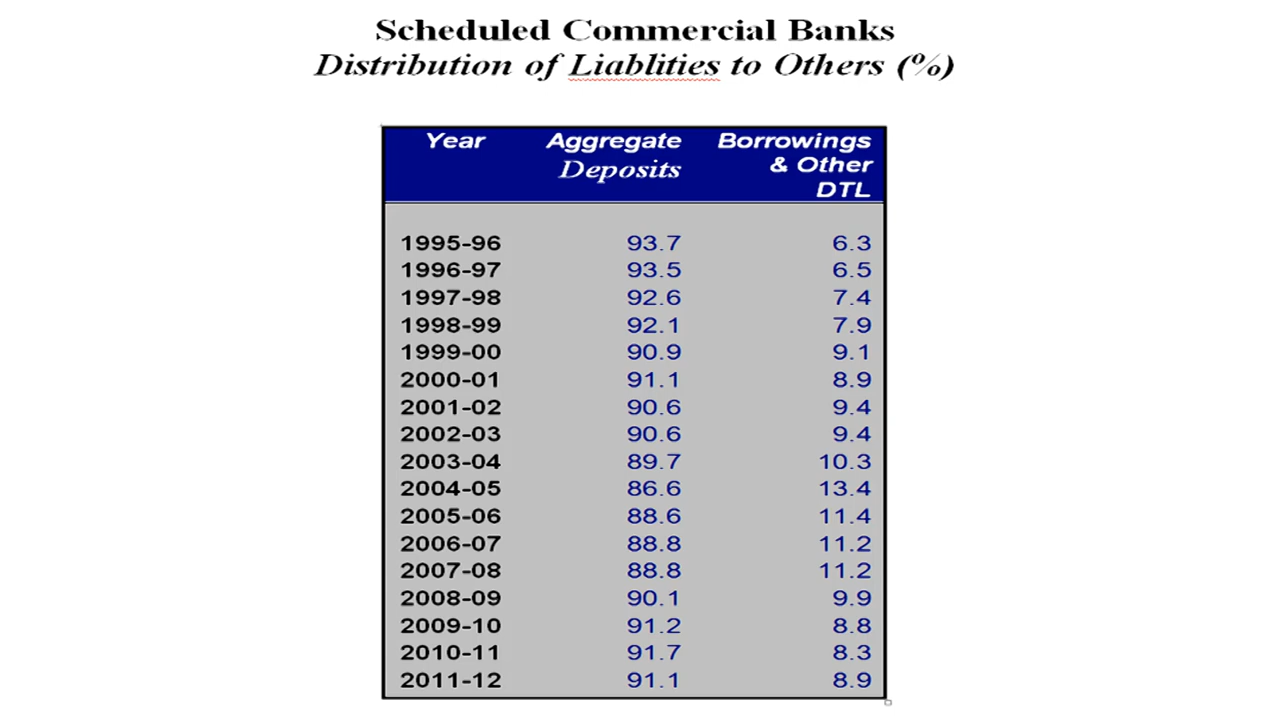 Scheduled Commercial Banks
Distribution of Liablities to Others (%)
Year Aggregate Deposits Borrowings & Other DTL
1995-96 93.7 6.3
1996-97 93.5 6.5
1997-98 92.6 7.4
1998-99 92.1 7.9
1999-00 90.9 9.1
2000-01 91.1 8.9
2001-02 90.6 9.4
2002-03 90.6 9.4
2003-04 89.7 10.3
2004-05 86.6 13.4
2005-06 88.6 11.4
2006-07 88.8 11.2
2007-08 88.8 11.2
2008-09 90.1 9.9
2009-10 91.2 8.8
2010-11 91.7 8.3
2011-12 91.1 8.9